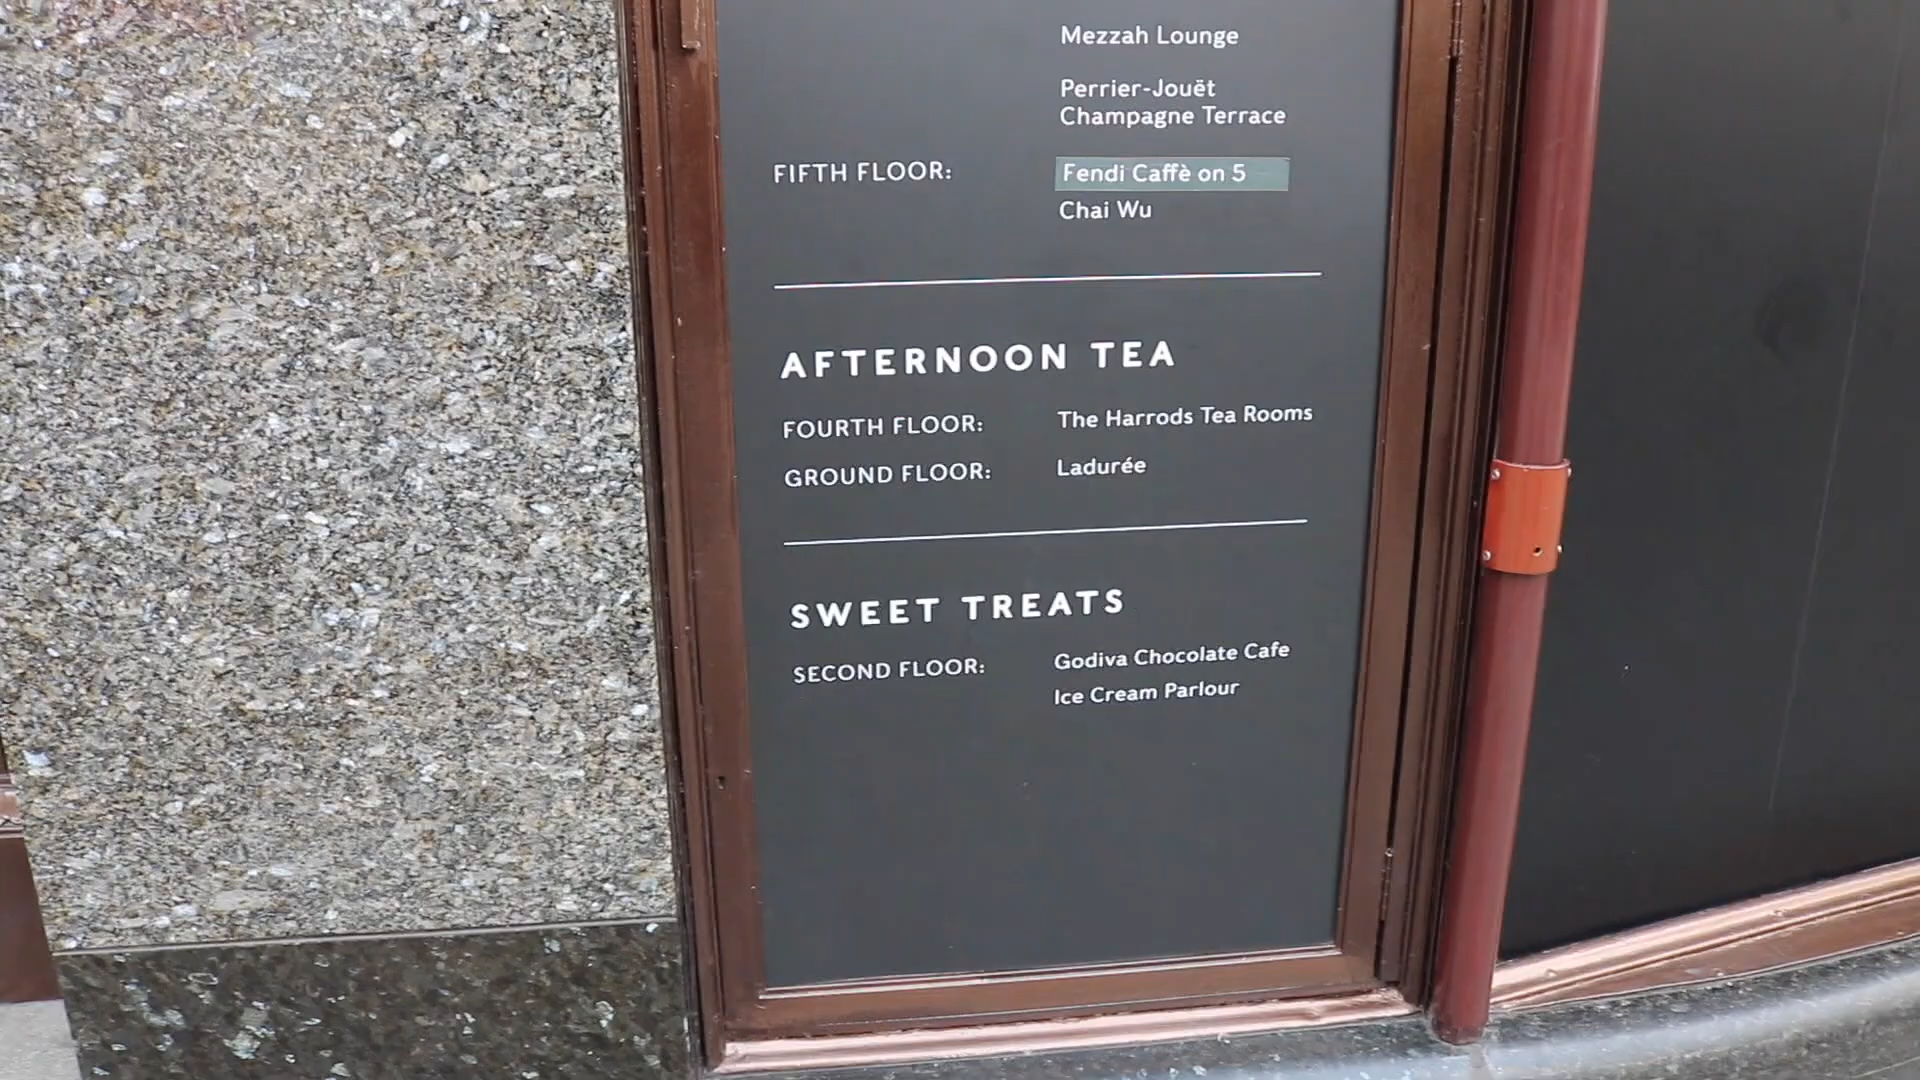 Mezzah Lounge
Perrier-Jouët
Champagne Terrace
FIFTH FLOOR: Fendi Caffè on 5
Chai Wu
AFTERNOON TEA
FOURTH FLOOR: The Harrods Tea Rooms
GROUND FLOOR: Ladurée
SWEET TREATS
SECOND FLOOR: Godiva Chocolate Cafe
Ice Cream Parlour